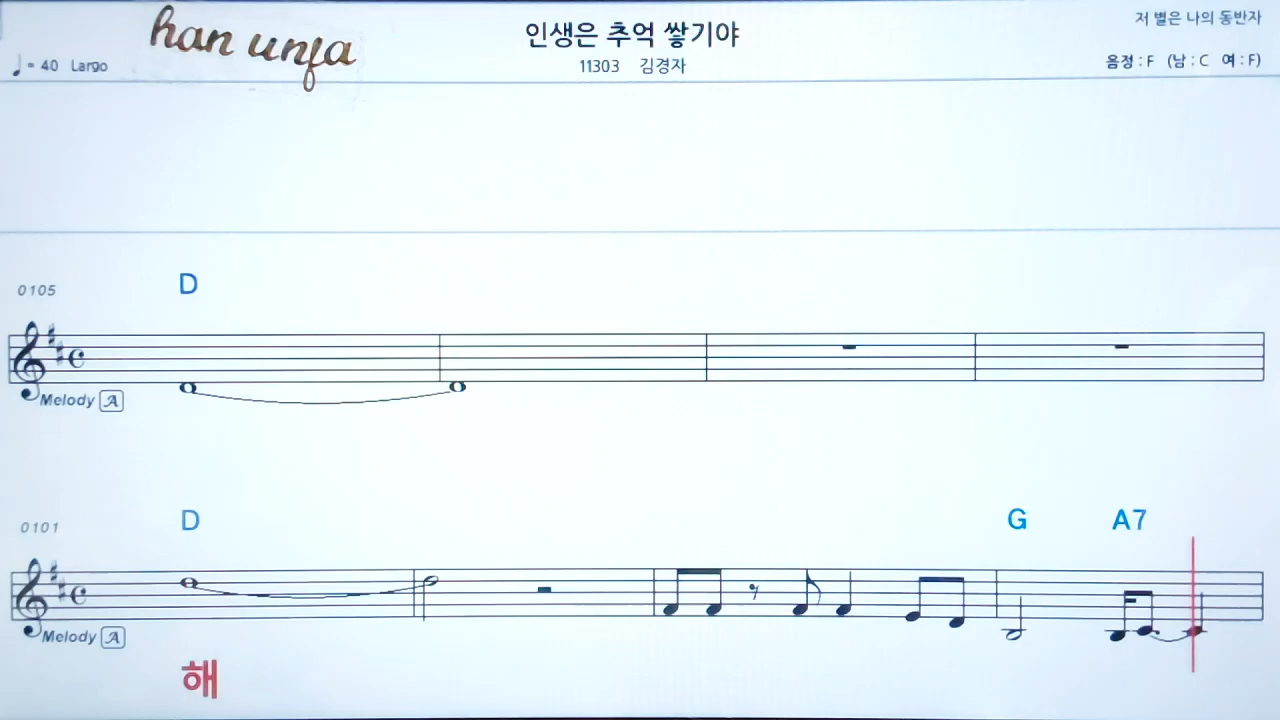 han unfa
인생은 추억 쌓기야
저 별은 나의 동반자
♩= 40 Largo
11303 김경자
음정 : F (남 : C 여 : F)
0105
D
Melody A
0101
D G A7
Melody A
해